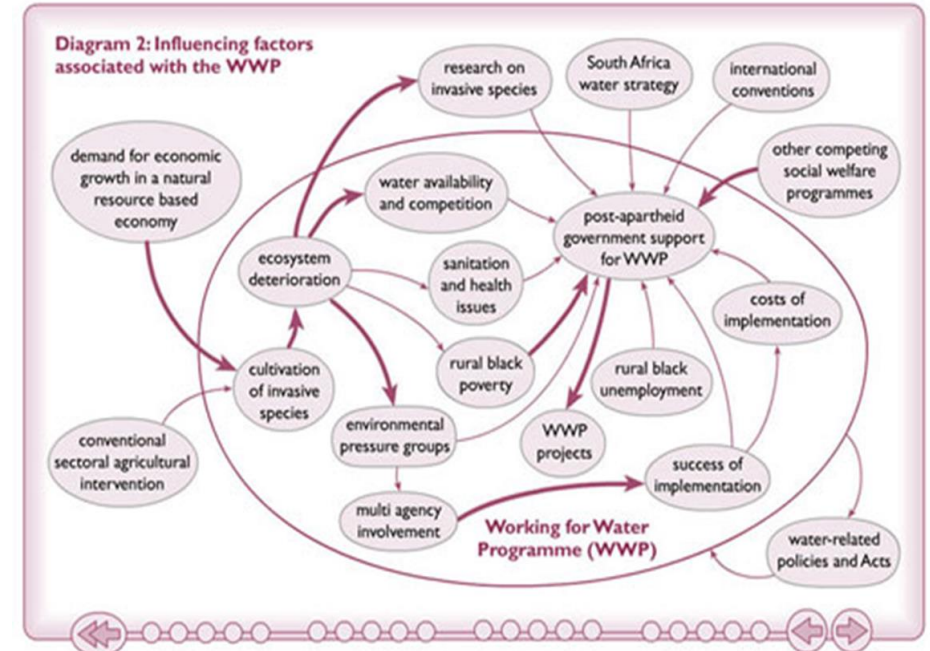 Diagram 2: Influencing factors
associated with the WWP
research on
invasive species
South Africa
water strategy
international
conventions
demand for economic
growth in a natural
resource based
economy
other competing
social welfare
programmes
water availability
and competition
post-apartheid
government support
for WWP
ecosystem
deterioration
sanitation
and health
issues
costs of
implementation
cultivation
of invasive
species
rural black
poverty
rural black
unemployment
conventional
sectoral agricultural
intervention
environmental
pressure groups
WWP
projects
success of
implementation
multi agency
involvement
Working for Water
Programme (WWP)
water-related
policies and Acts